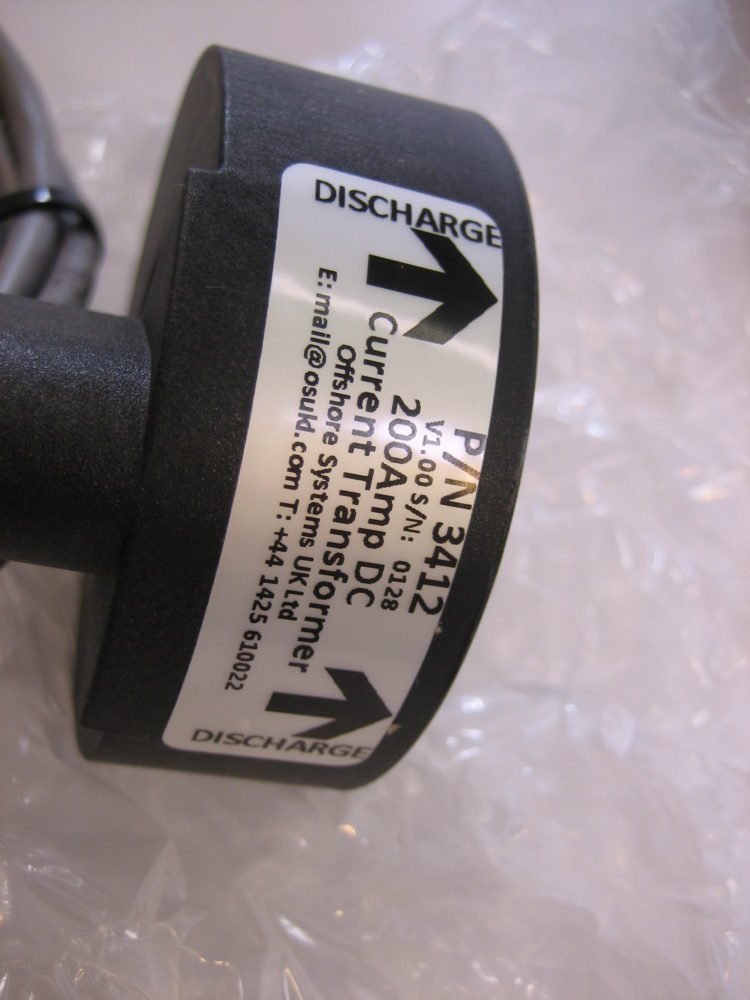 DISCHARGE
P/N 3412
V1.00 S/N: 0128
200Amp DC
Current Transformer
Offshore Systems UK Ltd
E: mail@osukl.com T: +44 1425 610022
DISCHARGE